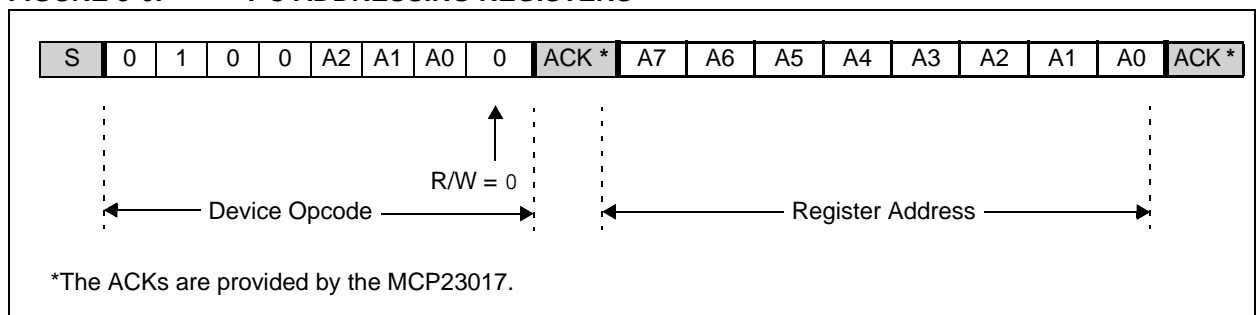 S 0 1 0 0 A2 A1 A0 0 ACK * A7 A6 A5 A4 A3 A2 A1 A0 ACK *
R/W = 0
Device Opcode Register Address
*The ACKs are provided by the MCP23017.